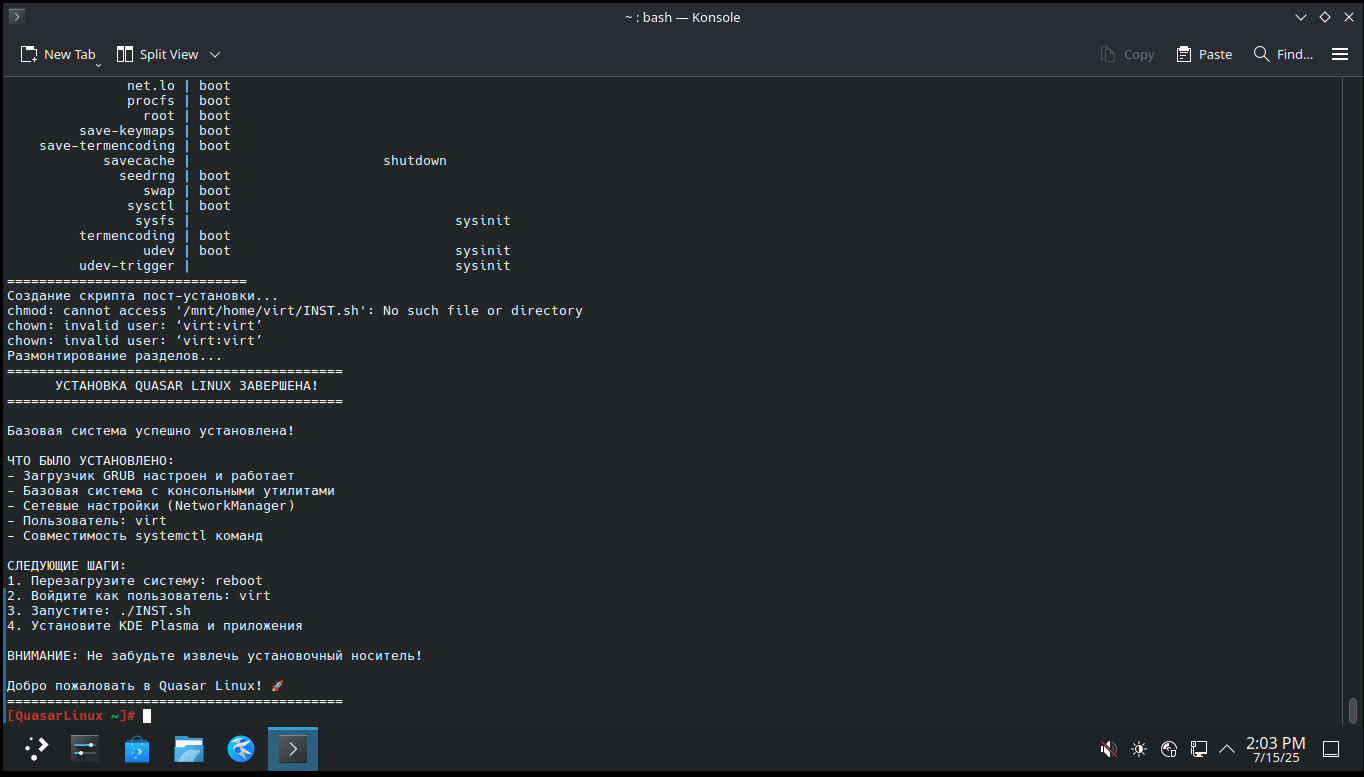 ~ : bash — Konsole
New Tab Split View Copy Paste Find...
net.lo | boot
procfs | boot
root | boot
save-keymaps | boot
save-termencoding | boot
savecache | shutdown
seedrng | boot
swap | boot
sysctl | boot
sysfs | sysinit
termencoding | boot
udev | boot sysinit
udev-trigger | sysinit
==============================
Создание скрипта пост-установки...
chmod: cannot access '/mnt/home/virt/INST.sh': No such file or directory
chown: invalid user: ‘virt:virt’
chown: invalid user: ‘virt:virt’
Размонтирование разделов...
==========================================
УСТАНОВКА QUASAR LINUX ЗАВЕРШЕНА!
==========================================
Базовая система успешно установлена!
ЧТО БЫЛО УСТАНОВЛЕНО:
- Загрузчик GRUB настроен и работает
- Базовая система с консольными утилитами
- Сетевые настройки (NetworkManager)
- Пользователь: virt
- Совместимость systemctl команд
СЛЕДУЮЩИЕ ШАГИ:
1. Перезагрузите систему: reboot
2. Войдите как пользователь: virt
3. Запустите: ./INST.sh
4. Установите KDE Plasma и приложения
ВНИМАНИЕ: Не забудьте извлечь установочный носитель!
Добро пожаловать в Quasar Linux! 🚀
==========================================
[QuasarLinux ~]#
2:03 PM
7/15/25